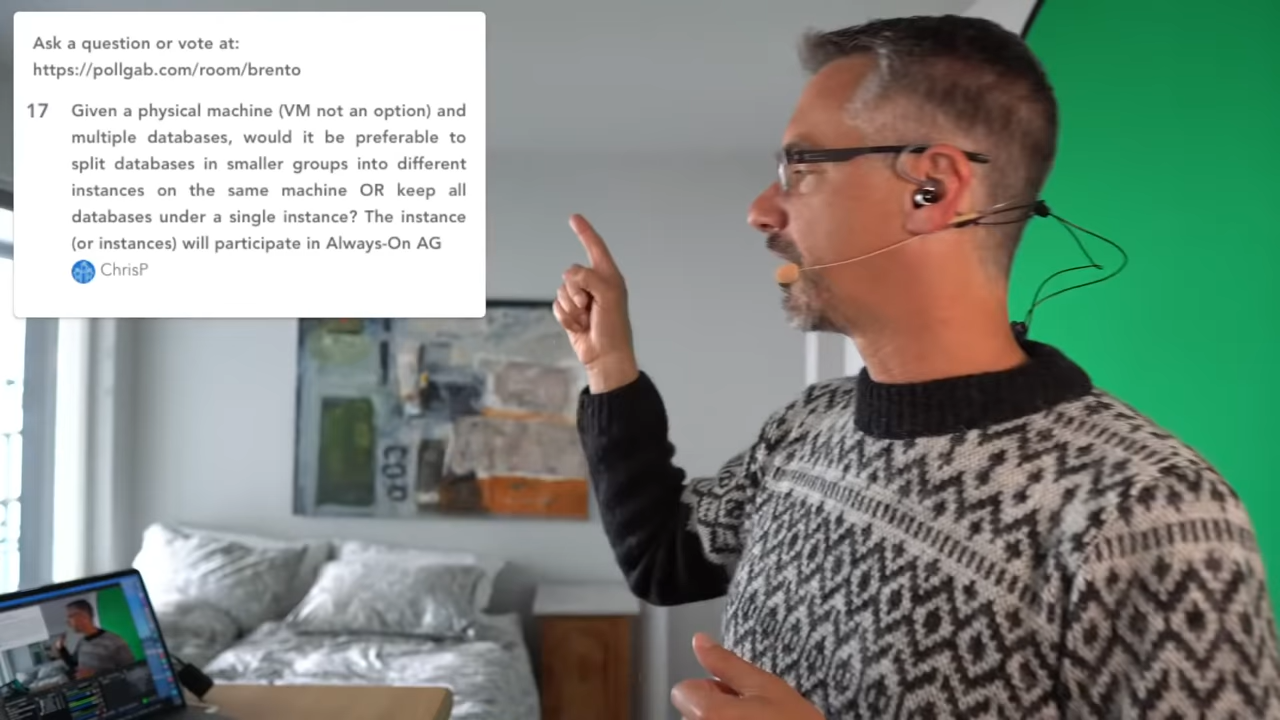 Ask a question or vote at:
https://pollgab.com/room/brento
17 Given a physical machine (VM not an option) and
multiple databases, would it be preferable to
split databases in smaller groups into different
instances on the same machine OR keep all
databases under a single instance? The instance
(or instances) will participate in Always-On AG
ChrisP